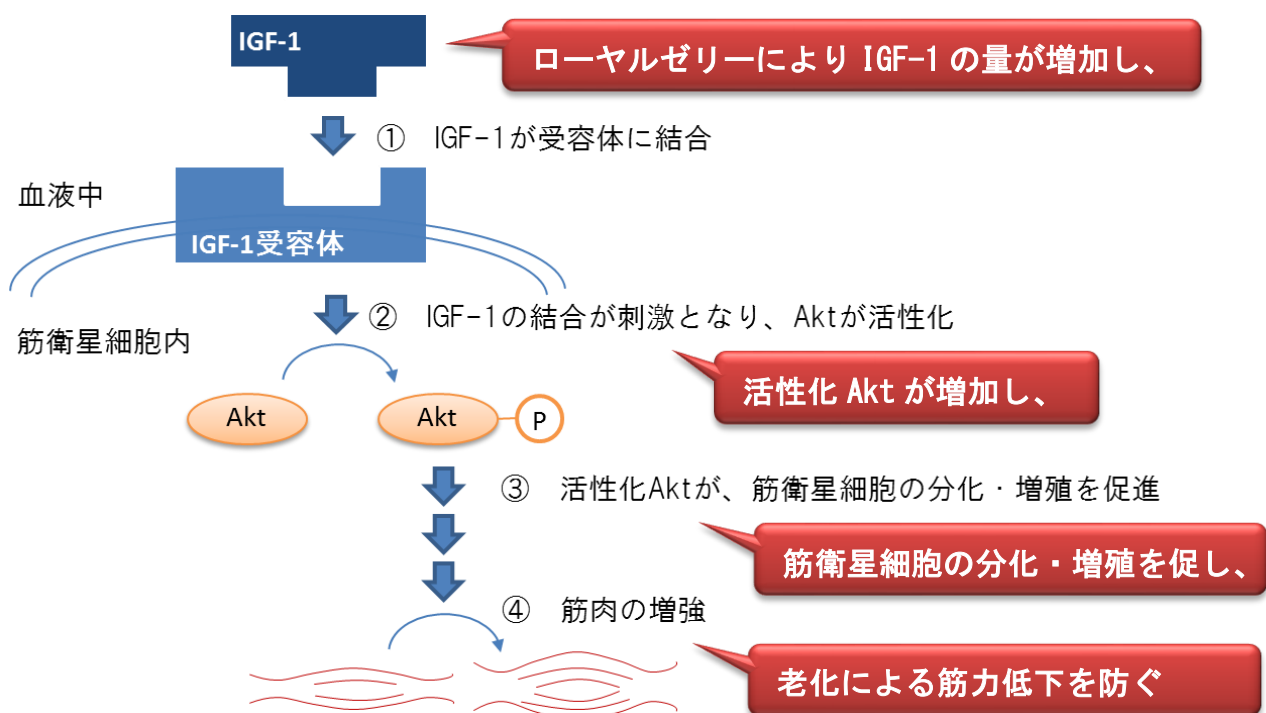 IGF-1
ローヤルゼリーにより IGF-1 の量が増加し、
① IGF-1が受容体に結合
血液中
IGF-1受容体
② IGF-1の結合が刺激となり、Aktが活性化
筋衛星細胞内
活性化 Akt が増加し、
Akt
Akt
P
③ 活性化Aktが、筋衛星細胞の分化・増殖を促進
筋衛星細胞の分化・増殖を促し、
④ 筋肉の増強
老化による筋力低下を防ぐ